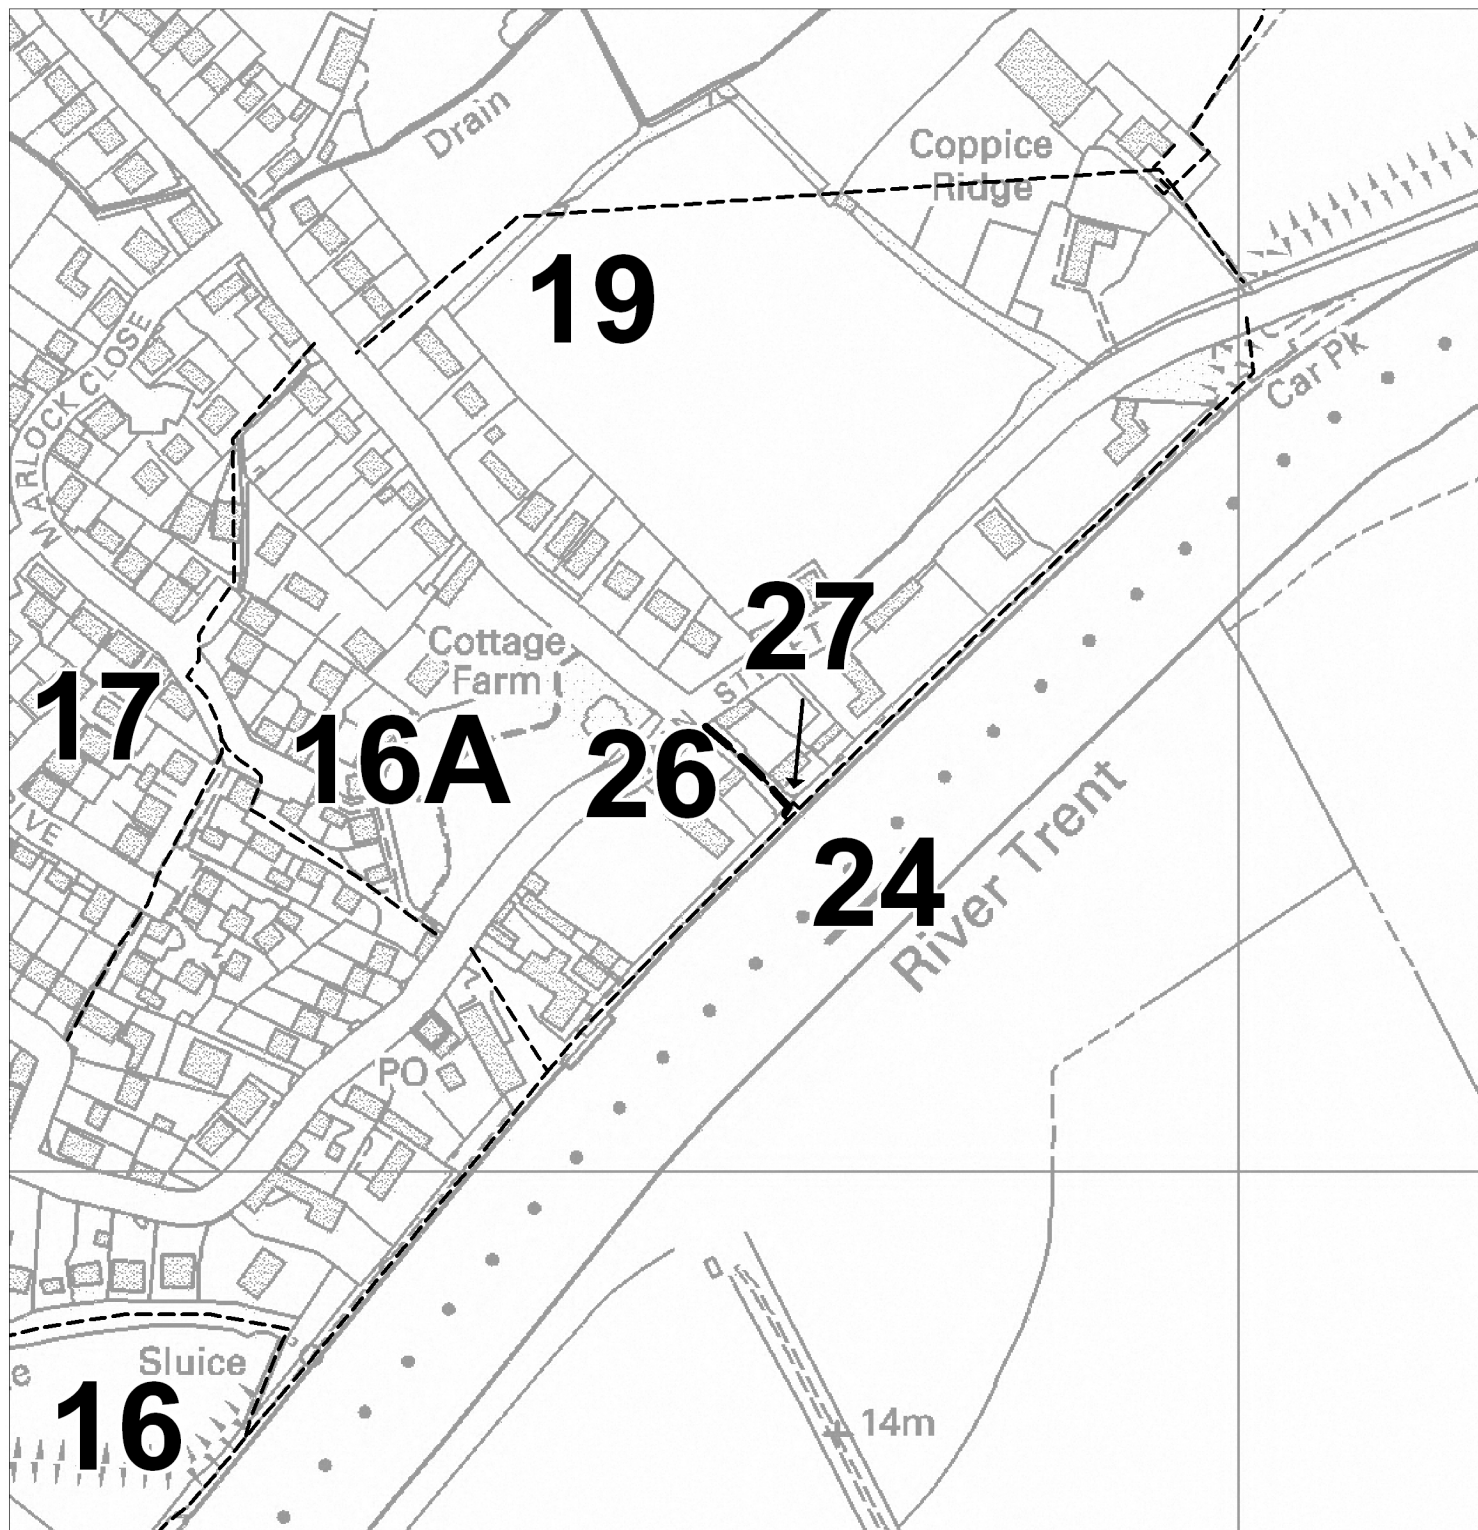 Drain
Coppice
Ridge
19
MARLOCK CLOSE
Car Pk
27
Cottage
Farm
17
16A
26
24
River Trent
PO
Sluice
16
14m